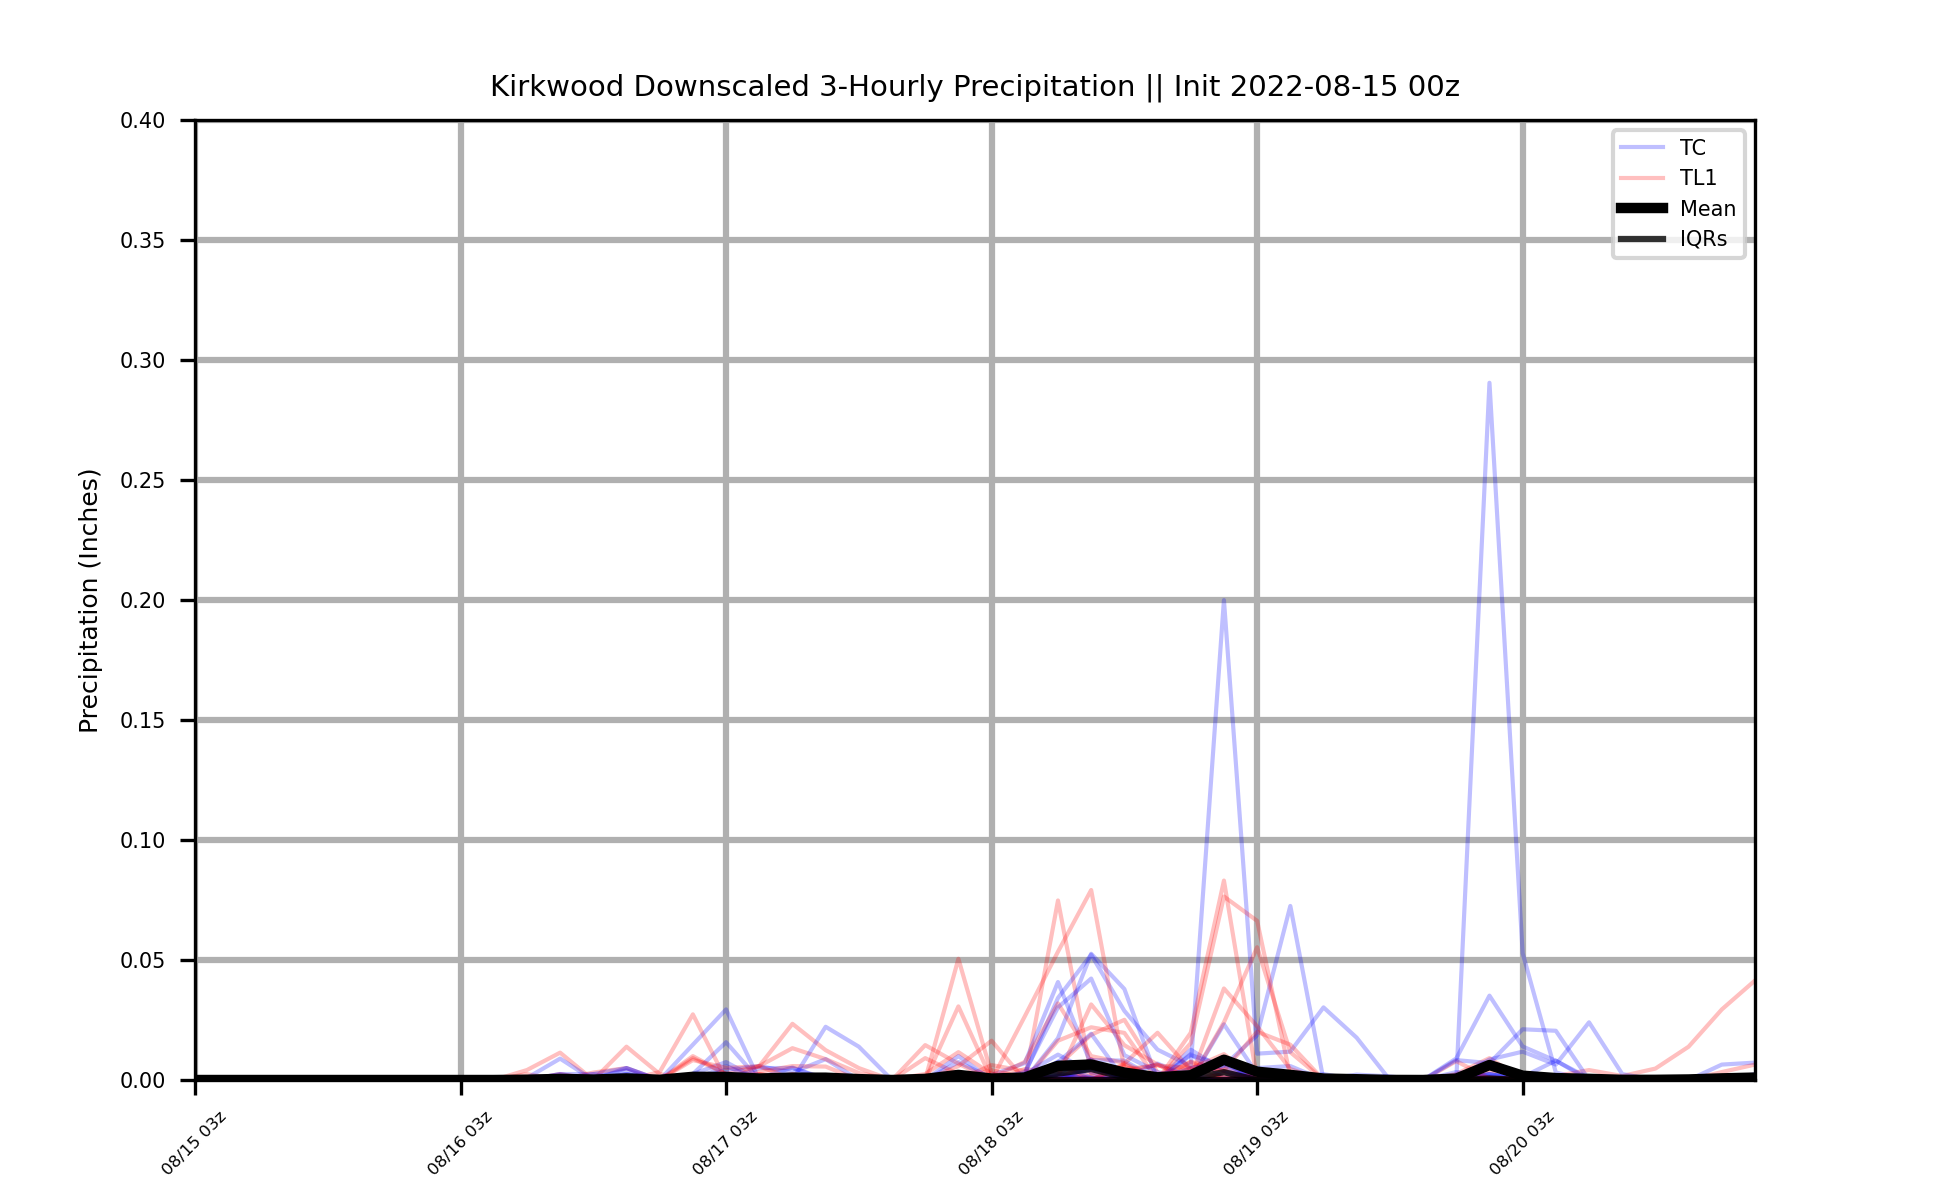 Kirkwood Downscaled 3-Hourly Precipitation || Init 2022-08-15 00z
0.40
0.35
0.30
0.25
0.20
0.15
0.10
0.05
0.00
Precipitation (Inches)
TC
TL1
Mean
IQRs
08/15 03z
08/16 03z
08/17 03z
08/18 03z
08/19 03z
08/20 03z